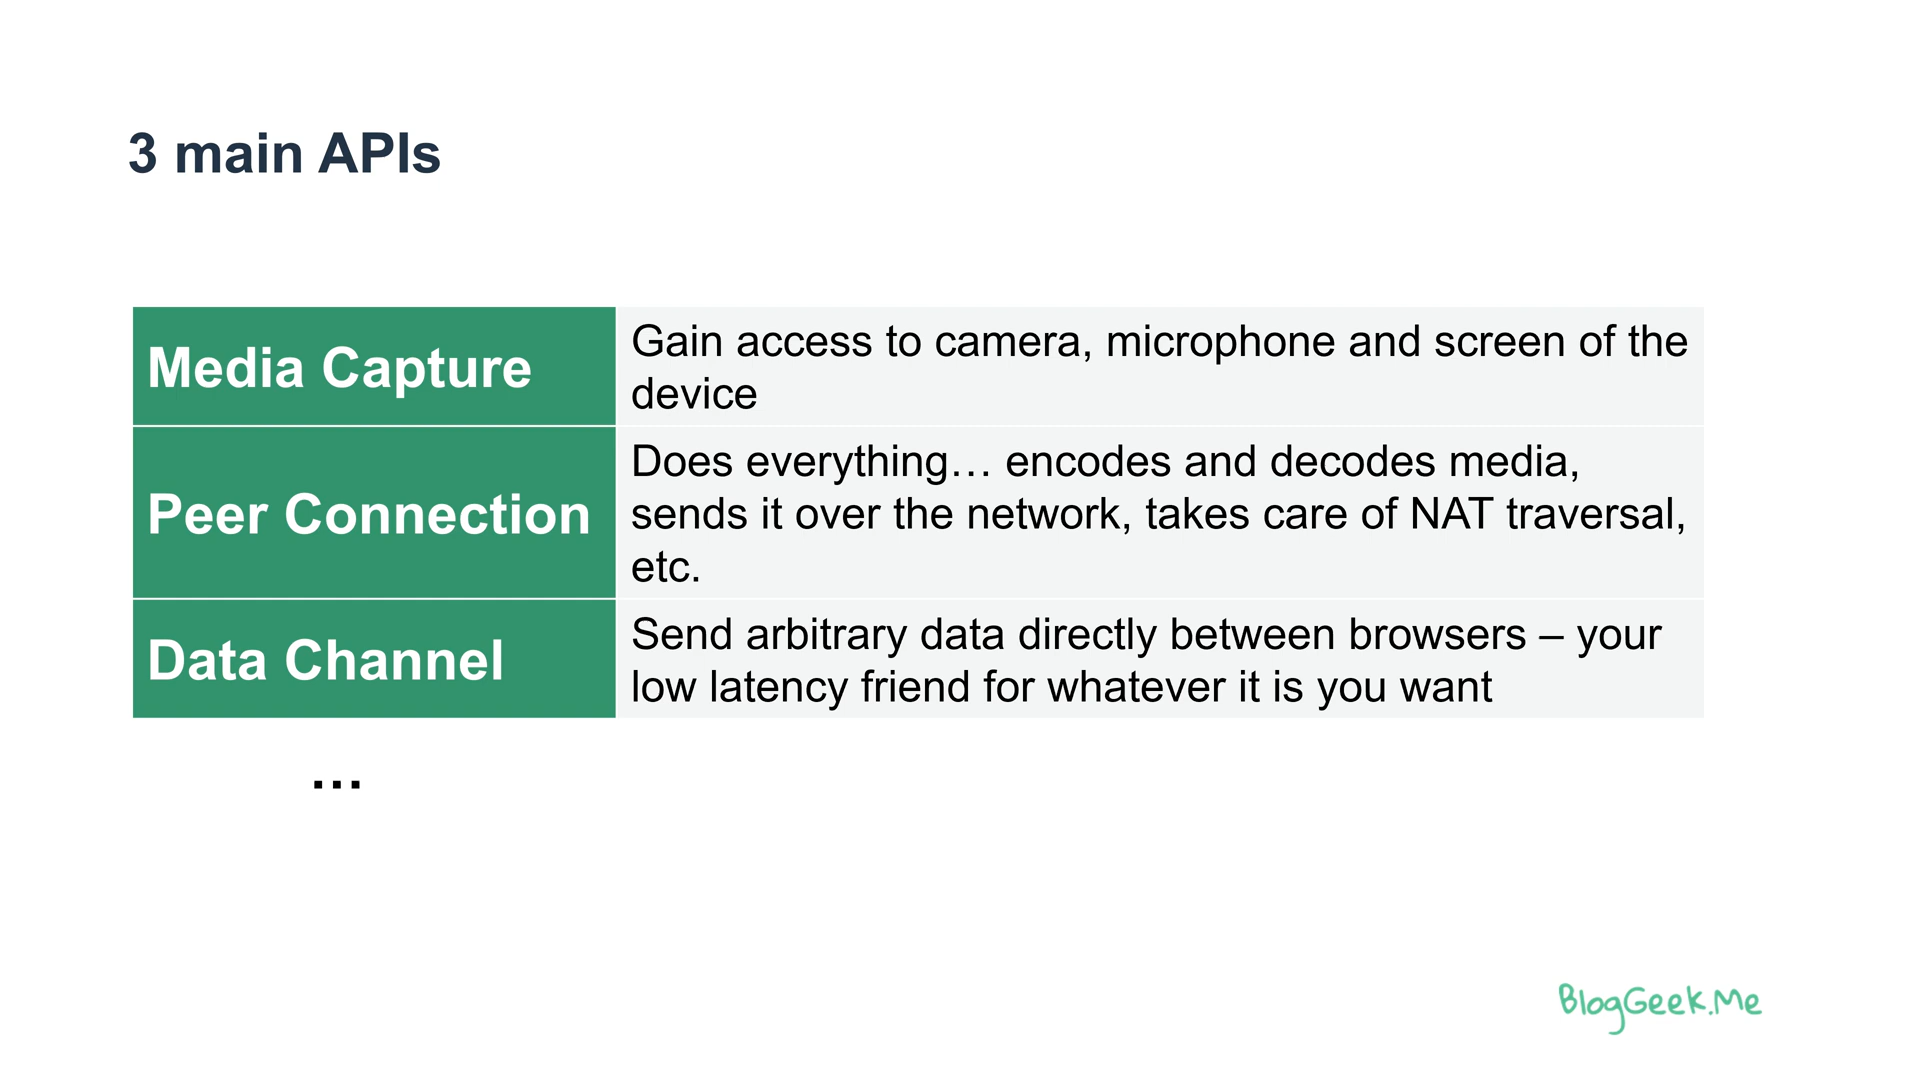 3 main APIs
Media Capture
Gain access to camera, microphone and screen of the
device
Peer Connection
Does everything… encodes and decodes media,
sends it over the network, takes care of NAT traversal,
etc.
Data Channel
Send arbitrary data directly between browsers – your
low latency friend for whatever it is you want
…
BlogGeek.Me